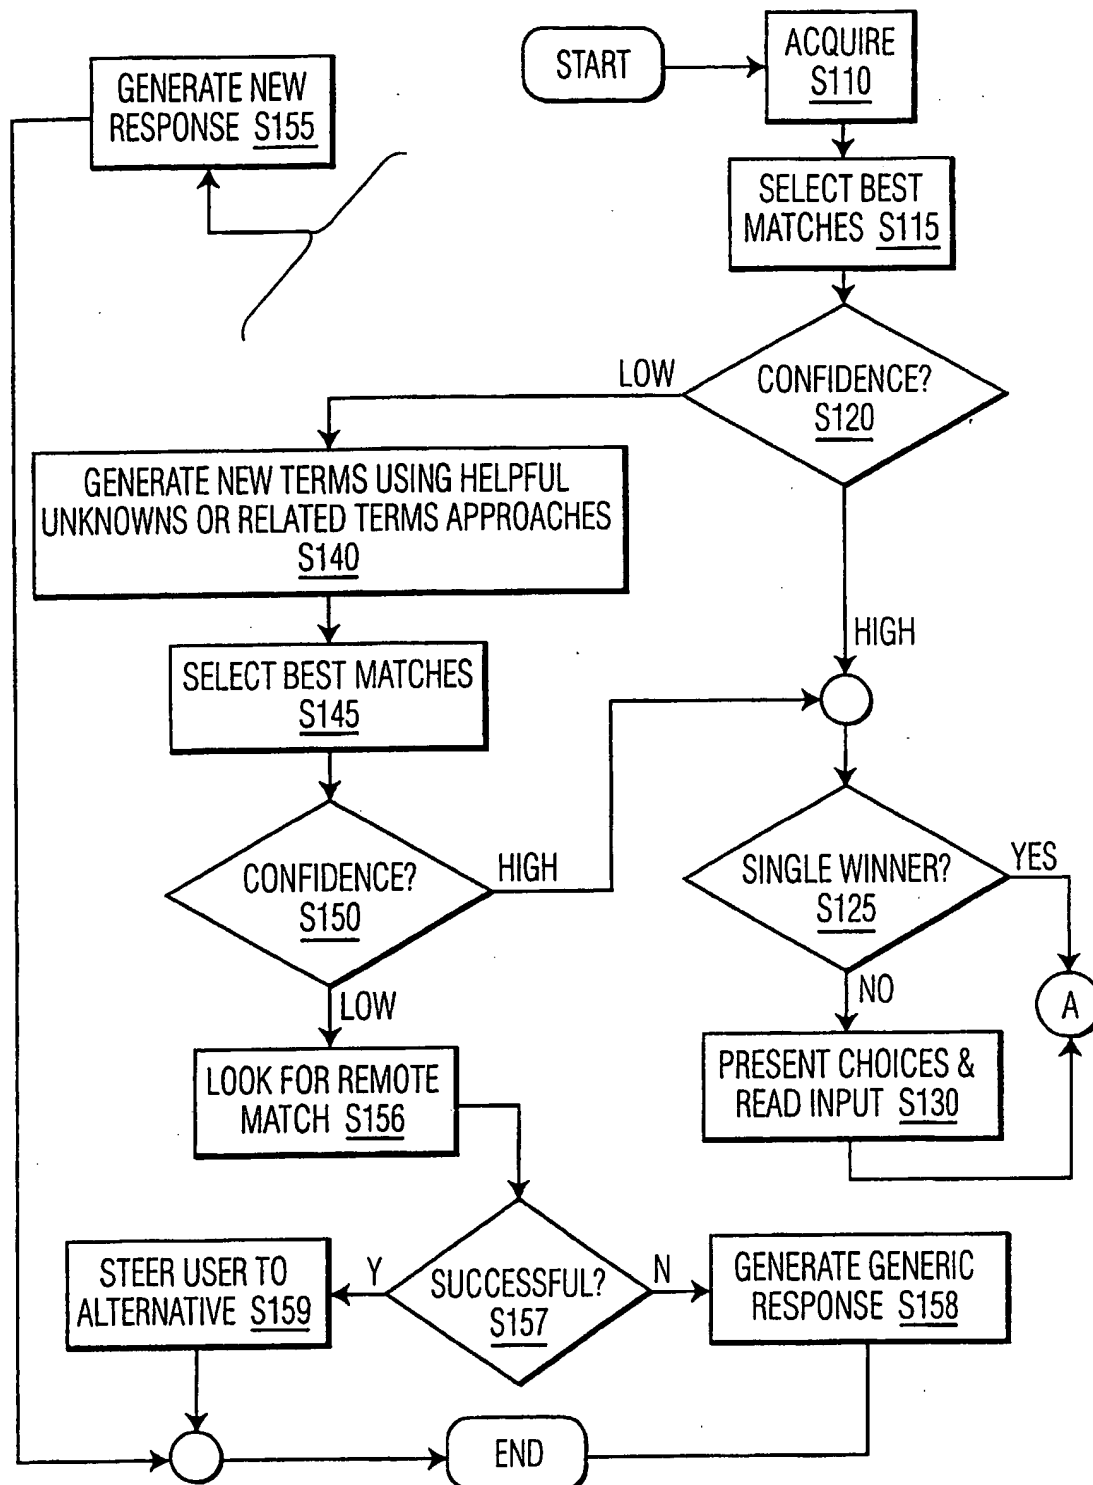 START
ACQUIRE
S110
GENERATE NEW
RESPONSE S155
SELECT BEST
MATCHES S115
LOW
CONFIDENCE?
S120
GENERATE NEW TERMS USING HELPFUL
UNKNOWNS OR RELATED TERMS APPROACHES
S140
HIGH
SELECT BEST MATCHES
S145
CONFIDENCE?
S150
HIGH
SINGLE WINNER?
S125
YES
LOW
NO
A
LOOK FOR REMOTE
MATCH S156
PRESENT CHOICES &
READ INPUT S130
STEER USER TO
ALTERNATIVE S159
Y
SUCCESSFUL?
S157
N
GENERATE GENERIC
RESPONSE S158
END